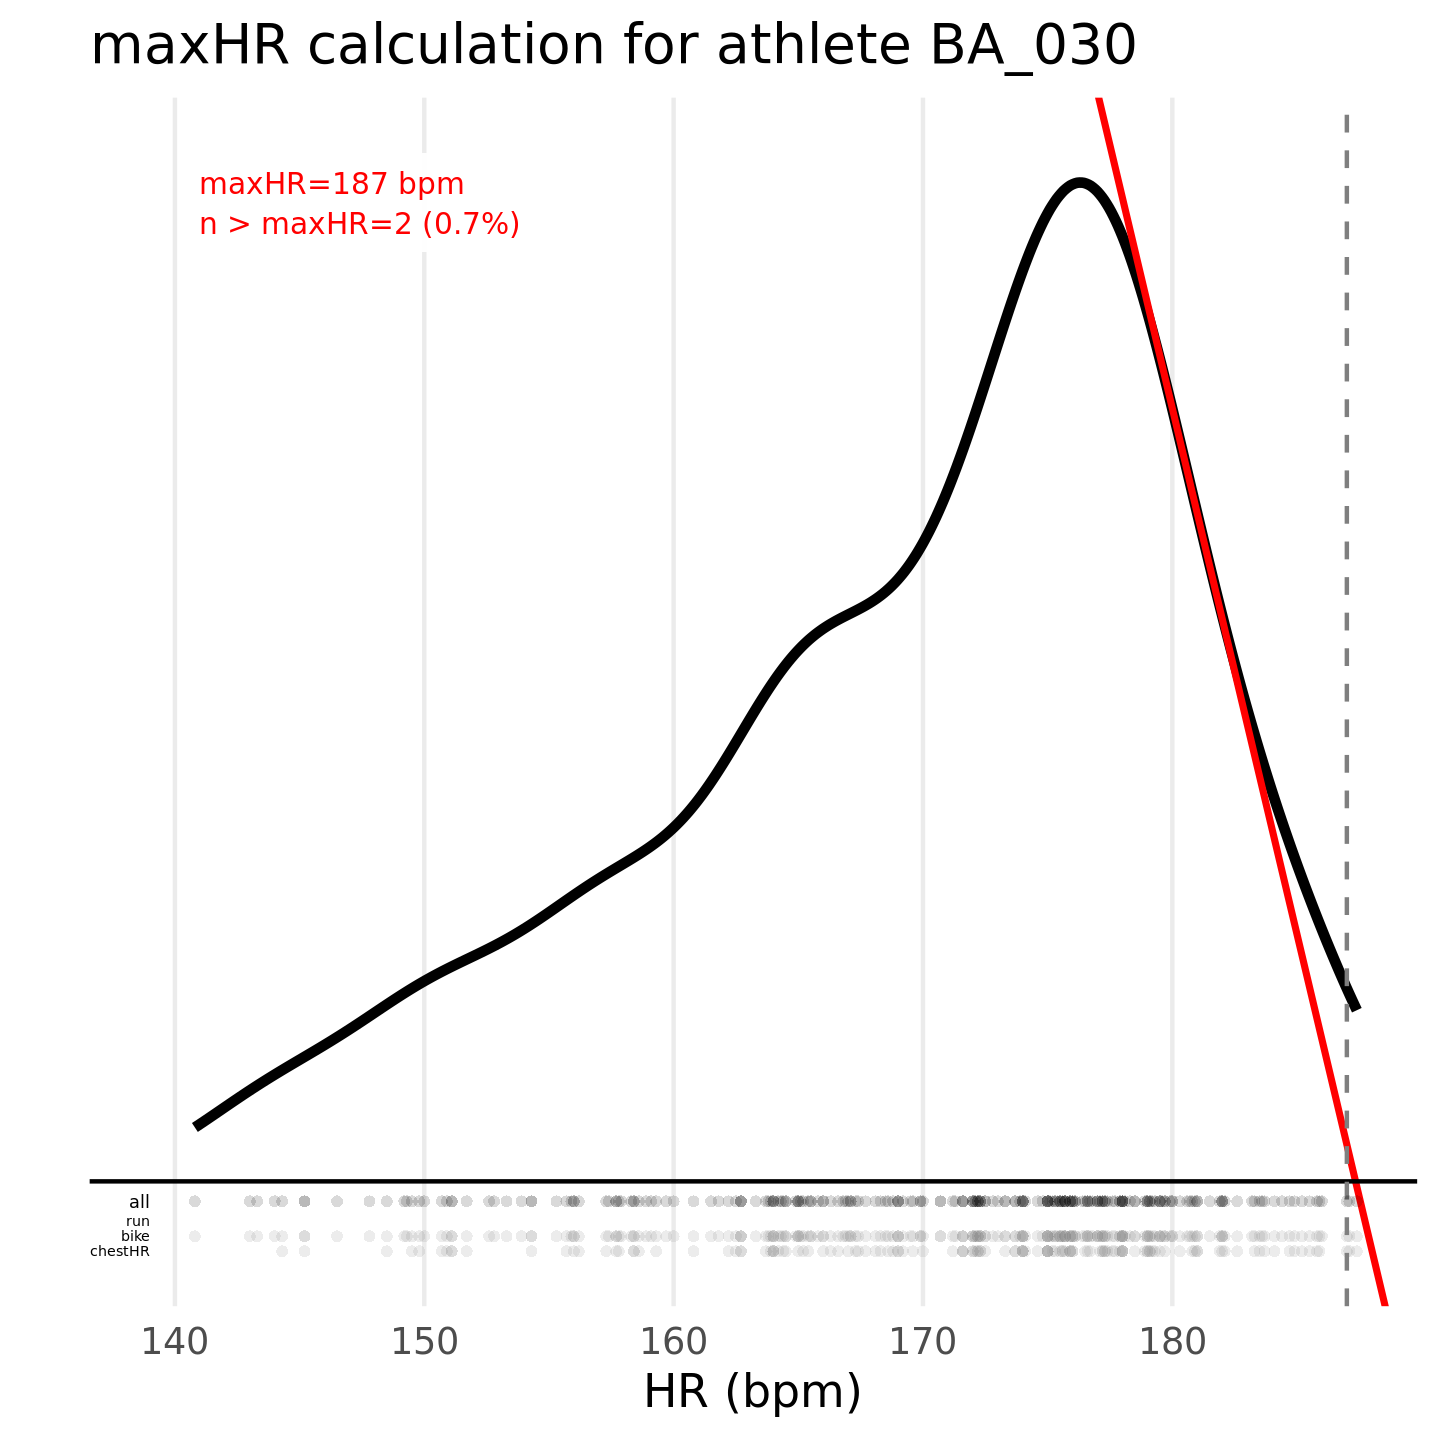 maxHR calculation for athlete BA_030
maxHR=187 bpm
n > maxHR=2 (0.7%)
all
run
bike
chestHR
140 150 160 170 180
HR (bpm)